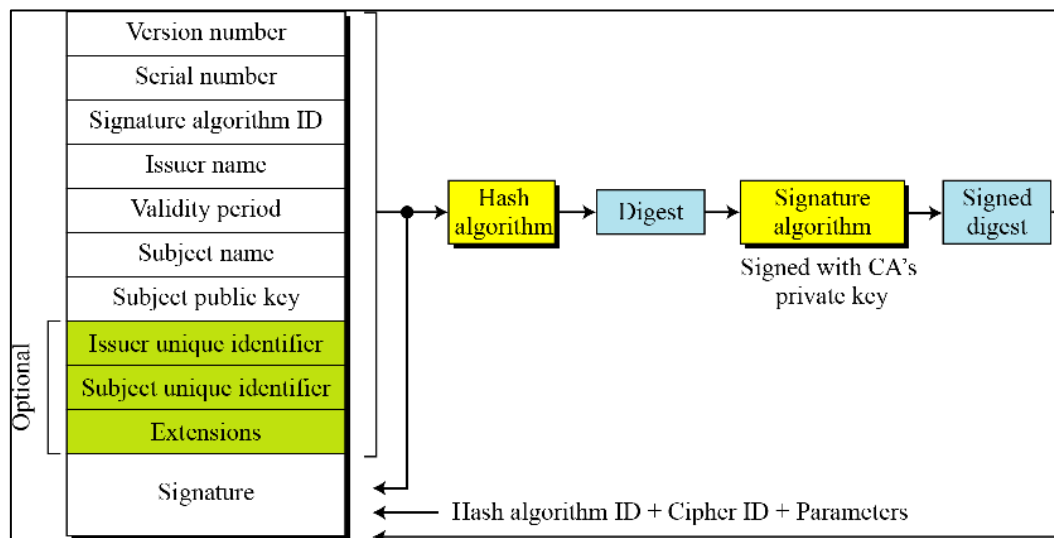 Version number
Serial number
Signature algorithm ID
Issuer name
Validity period
Subject name
Subject public key
Optional
Issuer unique identifier
Subject unique identifier
Extensions
Signature
Hash
algorithm
Digest
Signature
algorithm
Signed with CA's
private key
Signed
digest
Hash algorithm ID + Cipher ID + Parameters